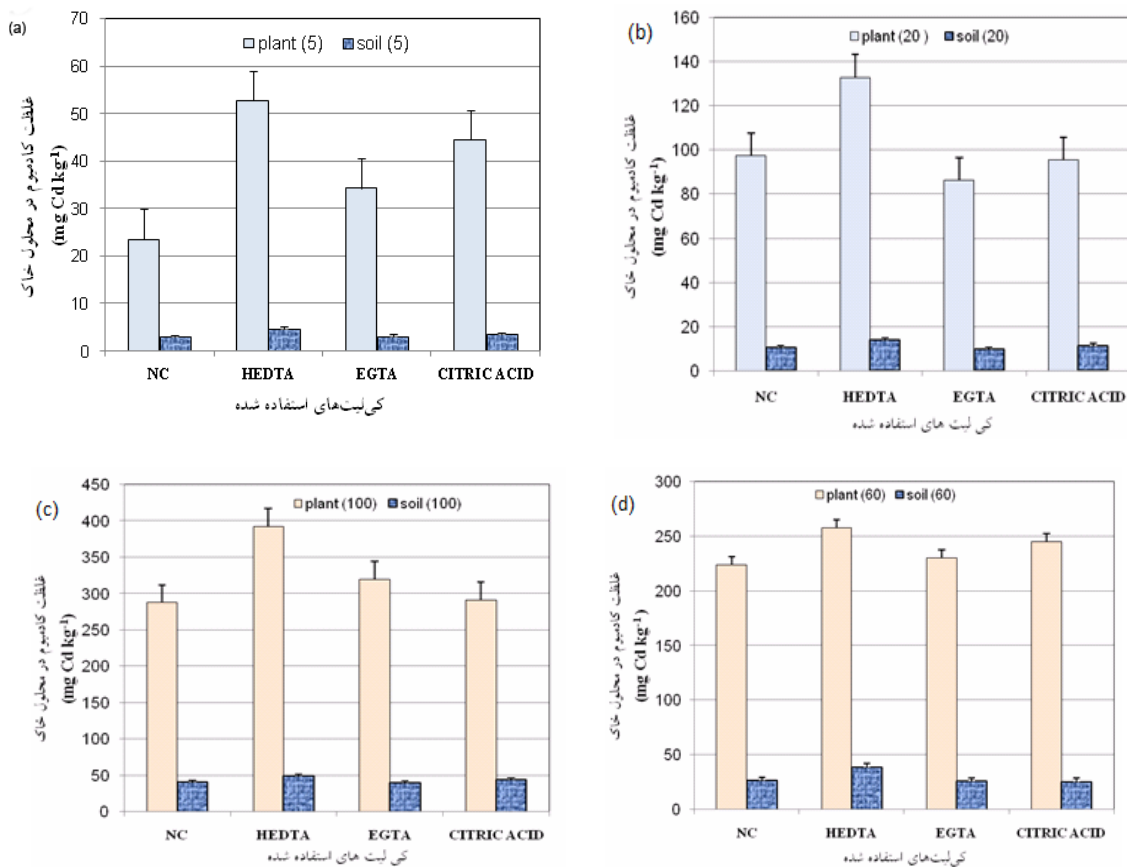 (a)
70
60
50
40
30
20
10
0
plant (5) soil (5)
غلظت کادمیوم در محلول خاک
(mg Cd kg⁻¹)
NC HEDTA EGTA CITRIC ACID
کی‌لیت‌های استفاده شده
(b)
160
140
120
100
80
60
40
20
0
plant (20 ) soil (20)
غلظت کادمیوم در محلول خاک
(mg Cd kg⁻¹)
NC HEDTA EGTA CITRIC ACID
کی لیت های استفاده شده
(c)
450
400
350
300
250
200
150
100
50
0
plant (100) soil (100)
غلظت کادمیوم در محلول خاک
(mg Cd kg⁻¹)
NC HEDTA EGTA CITRIC ACID
کی لیت های استفاده شده
(d)
300
250
200
150
100
50
0
plant (60) soil (60)
غلظت کادمیوم در محلول خاک
(mg Cd kg⁻¹)
NC HEDTA EGTA CITRIC ACID
کی‌لیت‌های استفاده شده